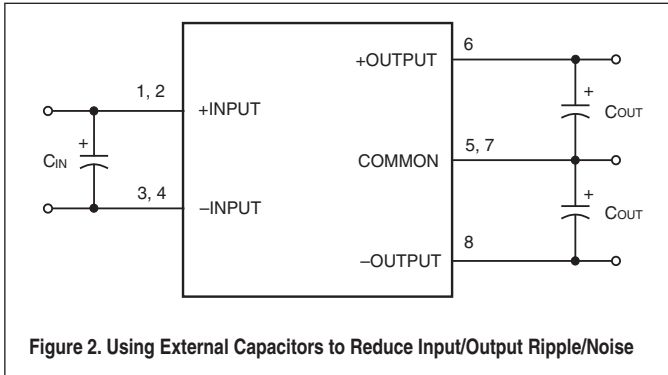 6
+OUTPUT
+
1, 2
+INPUT
COUT
+
CIN
5, 7
COMMON
3, 4
–INPUT
+
COUT
8
–OUTPUT
Figure 2. Using External Capacitors to Reduce Input/Output Ripple/Noise